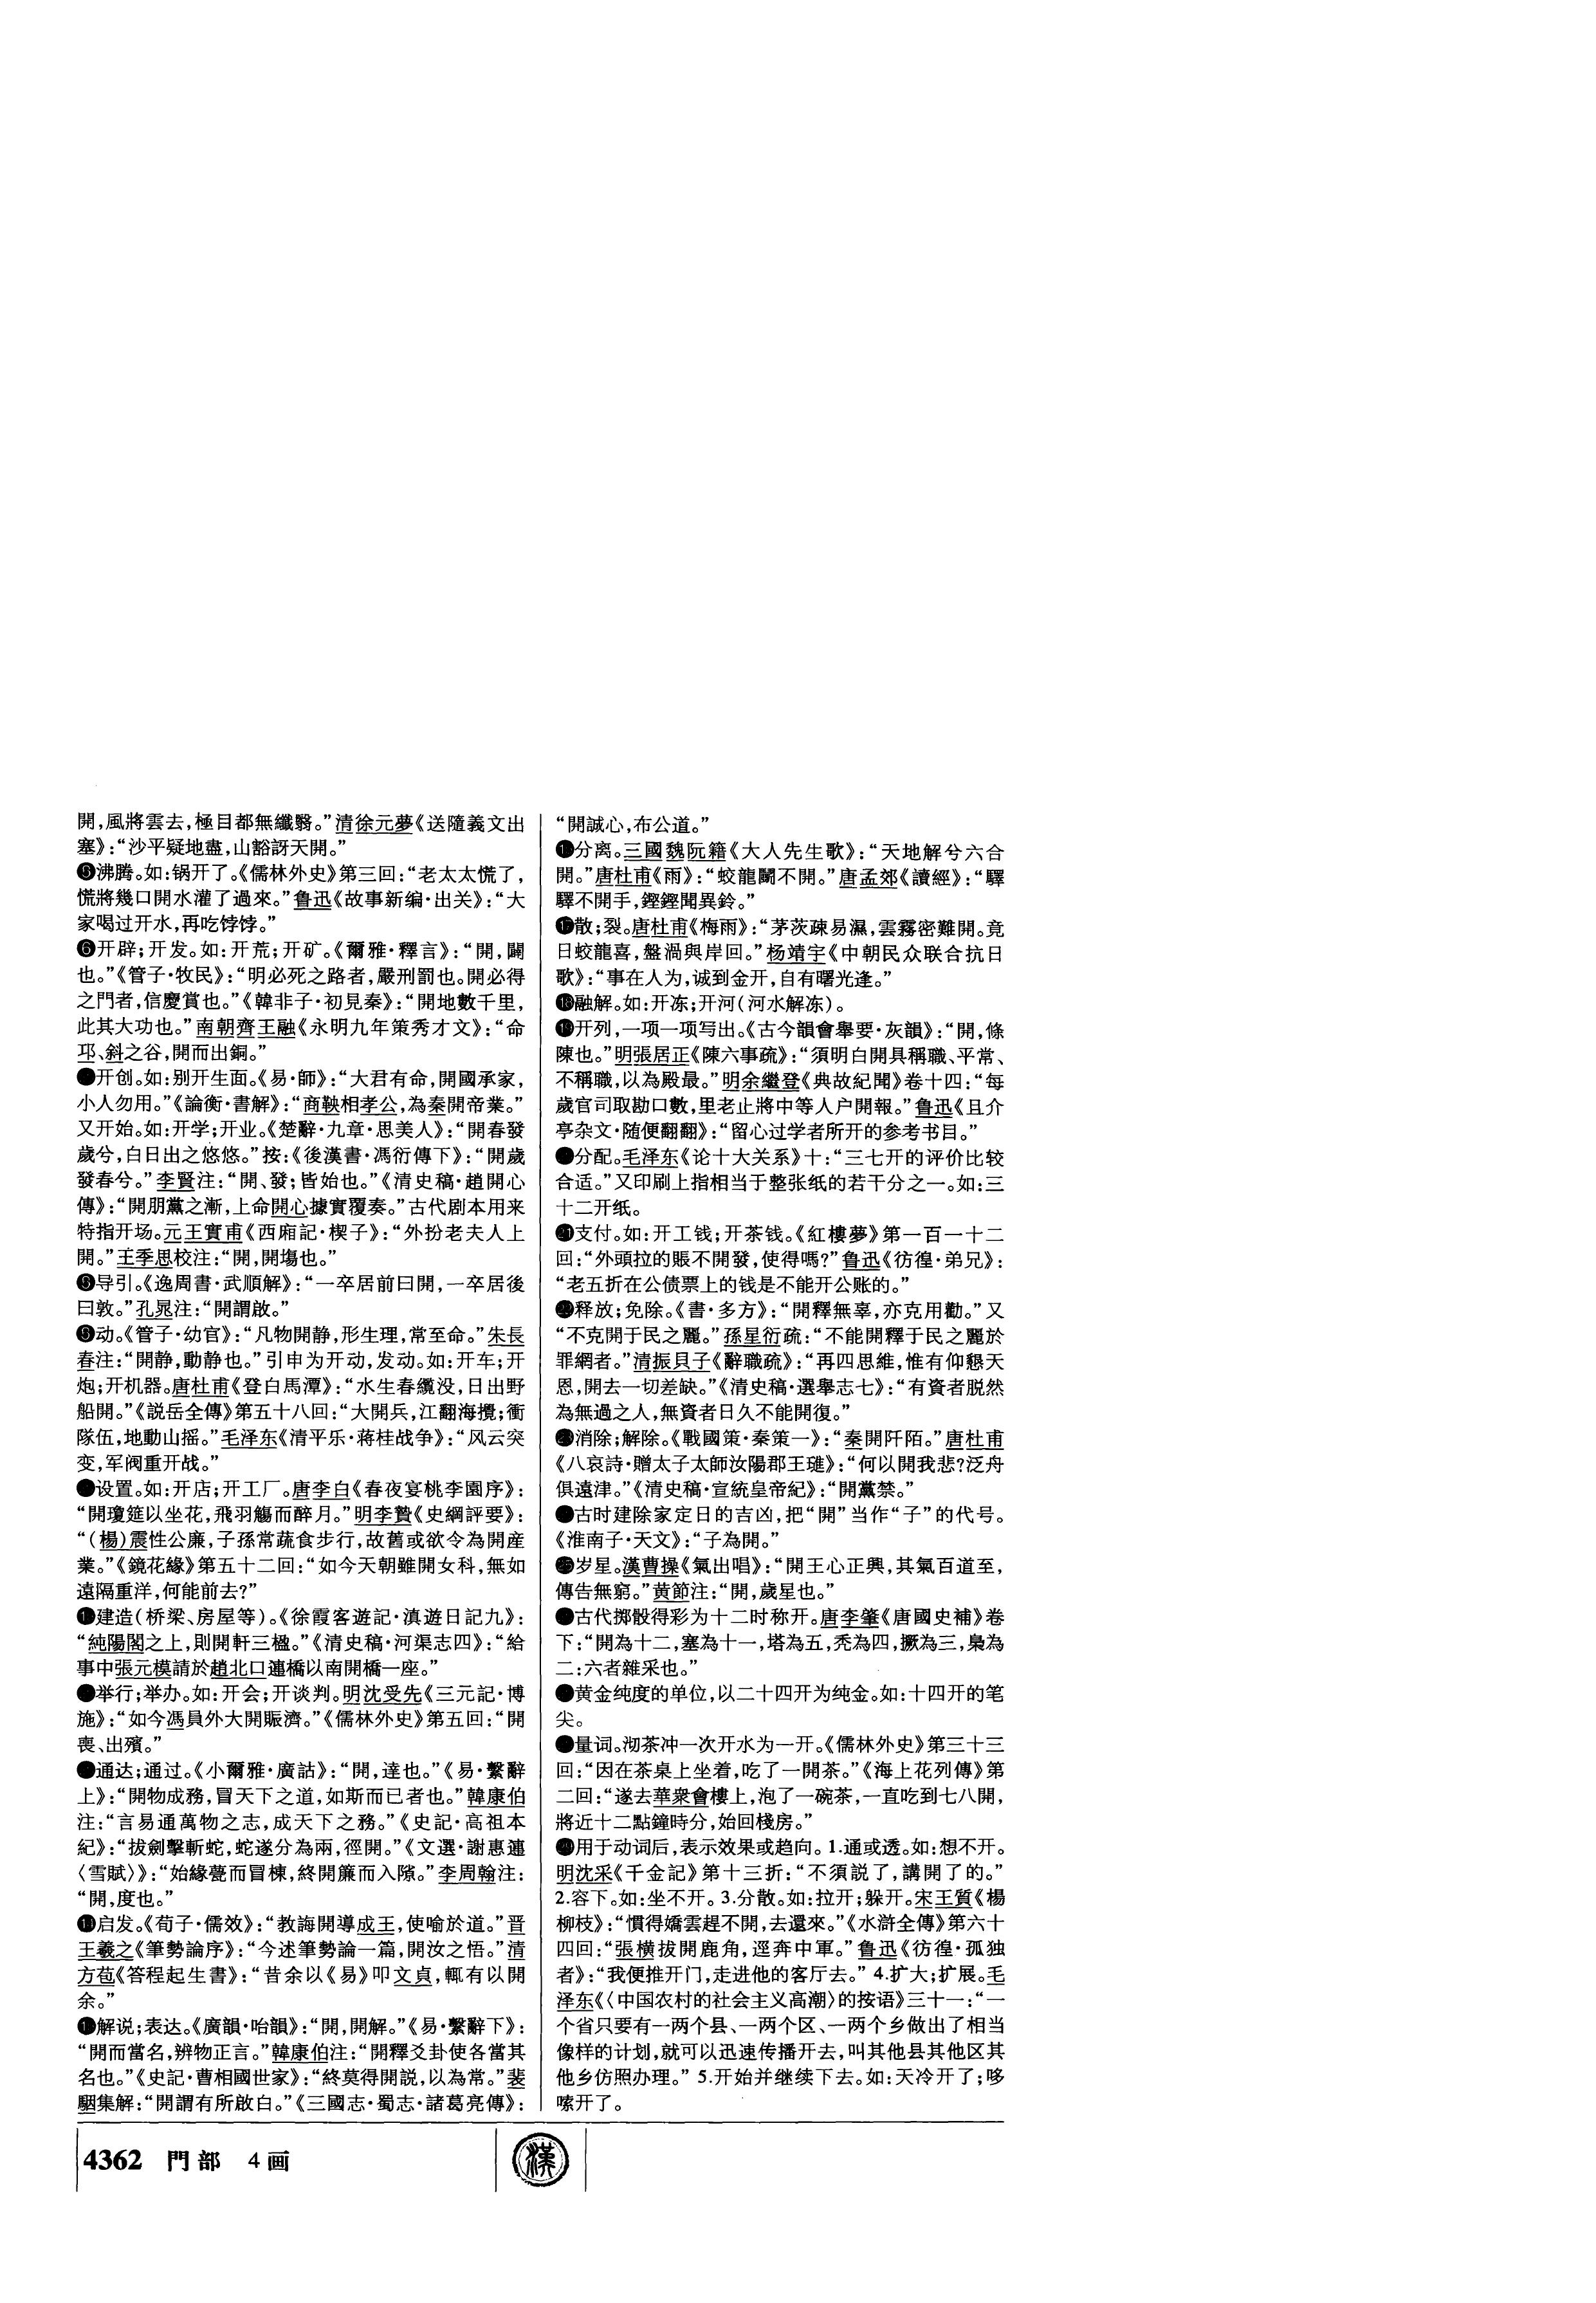 開，風將雲去，極目都無纖翳。”清徐元夢《送隨義文出
塞》：“沙平疑地盡，山豁訝天開。”
❺沸腾。如：锅开了。《儒林外史》第三回：“老太太慌了，
慌將幾口開水灌了過來。”鲁迅《故事新编·出关》：“大
家喝过开水，再吃饽饽。”
❻开辟；开发。如：开荒；开矿。《爾雅·釋言》：“開，闢
也。”《管子·牧民》：“明必死之路者，嚴刑罰也。開必得
之門者，信慶賞也。”《韓非子·初見秦》：“開地數千里，
此其大功也。”南朝齊王融《永明九年策秀才文》：“命
邛、斜之谷，開而出銅。”
开创。如：别开生面。《易·師》：“大君有命，開國承家，
小人勿用。”《論衡·書解》：“商鞅相孝公，為秦開帝業。”
又开始。如：开学；开业。《楚辭·九章·思美人》：“開春發
歲兮，白日出之悠悠。”按：《後漢書·馮衍傳下》：“開歲
發春兮。”李賢注：“開、發；皆始也。”《清史稿·趙開心
傳》：“開朋黨之漸，上命開心據實覆奏。”古代剧本用来
特指开场。元王實甫《西廂記·楔子》：“外扮老夫人上
開。”王季思校注：“開，開場也。”
导引。《逸周書·武順解》：“一卒居前曰開，一卒居後
曰敦。”孔晁注：“開謂啟。”
动。《管子·幼官》：“凡物開静，形生理，常至命。”朱長
春注：“開静，動静也。”引申为开动，发动。如：开车；开
炮；开机器。唐杜甫《登白馬潭》：“水生春纜没，日出野
船開。”《説岳全傳》第五十八回：“大開兵，江翻海攪；衝
隊伍，地動山摇。”毛泽东《清平乐·蒋桂战争》：“风云突
变，军阀重开战。”
设置。如：开店；开工厂。唐李白《春夜宴桃李園序》：
“開瓊筵以坐花，飛羽觴而醉月。”明李贄《史綱評要》：
“（楊）震性公廉，子孫常蔬食步行，故舊或欲令為開産
業。”《鏡花緣》第五十二回：“如今天朝雖開女科，無如
遠隔重洋，何能前去？”
建造（桥梁、房屋等）。《徐霞客遊記·滇遊日記九》：
“純陽閣之上，則開軒三楹。”《清史稿·河渠志四》：“給
事中張元模請於趙北口連橋以南開橋一座。”
举行；举办。如：开会；开谈判。明沈受先《三元記·博
施》：“如今馮員外大開賑濟。”《儒林外史》第五回：“開
喪、出殯。”
通达；通过。《小爾雅·廣詁》：“開，達也。”《易·繫辭
上》：“開物成務，冒天下之道，如斯而已者也。”韓康伯
注：“言易通萬物之志，成天下之務。”《史記·高祖本
紀》：“拔劍擊斬蛇，蛇遂分為兩，徑開。”《文選·謝惠連
〈雪賦〉》：“始緣甍而冒棟，終開簾而入隙。”李周翰注：
“開，度也。”
启发。《荀子·儒效》：“教誨開導成王，使喻於道。”晋
王羲之《筆勢論序》：“今述筆勢論一篇，開汝之悟。”清
方苞《答程起生書》：“昔余以《易》叩文貞，輒有以開
余。”
解说；表达。《廣韻·咍韻》：“開，開解。”《易·繫辭下》：
“開而當名，辨物正言。”韓康伯注：“開釋爻卦使各當其
名也。”《史記·曹相國世家》：“終莫得開説，以為常。”裴
駰集解：“開謂有所啟白。”《三國志·蜀志·諸葛亮傳》：
“開誠心，布公道。”
分离。三國魏阮籍《大人先生歌》：“天地解兮六合
開。”唐杜甫《雨》：“蛟龍鬭不開。”唐孟郊《讀經》：“驛
驛不開手，鏗鏗聞異鈴。”
⓱散；裂。唐杜甫《梅雨》：“茅茨疎易濕，雲霧密難開。竟
日蛟龍喜，盤渦與岸回。”杨靖宇《中朝民众联合抗日
歌》：“事在人为，诚到金开，自有曙光逢。”
⓲融解。如：开冻；开河（河水解冻）。
⓳开列，一项一项写出。《古今韻會舉要·灰韻》：“開，條
陳也。”明張居正《陳六事疏》：“須明白開具稱職、平常、
不稱職，以為殿最。”明余繼登《典故紀聞》卷十四：“每
歲官司取勘口數，里老止將中等人户開報。”鲁迅《且介
亭杂文·随便翻翻》：“留心过学者所开的参考书目。”
分配。毛泽东《论十大关系》十：“三七开的评价比较
合适。”又印刷上指相当于整张纸的若干分之一。如：三
十二开纸。
㉑支付。如：开工钱；开茶钱。《紅樓夢》第一百一十二
回：“外頭拉的賬不開發，使得嗎？”鲁迅《彷徨·弟兄》：
“老五折在公债票上的钱是不能开公账的。”
㉒释放；免除。《書·多方》：“開釋無辜，亦克用勸。”又
“不克開于民之麗。”孫星衍疏：“不能開釋于民之麗於
罪網者。”清振貝子《辭職疏》：“再四思維，惟有仰懇天
恩，開去一切差缺。”《清史稿·選舉志七》：“有資者脱然
為無過之人，無資者日久不能開復。”
㉓消除；解除。《戰國策·秦策一》：“秦開阡陌。”唐杜甫
《八哀詩·贈太子太師汝陽郡王璡》：“何以開我悲？泛舟
俱遠津。”《清史稿·宣統皇帝紀》：“開黨禁。”
古时建除家定日的吉凶，把“開”当作“子”的代号。
《淮南子·天文》：“子為開。”
㉕岁星。漢曹操《氣出唱》：“開王心正興，其氣百道至，
傳告無窮。”黄節注：“開，歲星也。”
古代掷骰得彩为十二时称开。唐李肇《唐國史補》卷
下：“開為十二，塞為十一，塔為五，秃為四，撅為三，梟為
二：六者雜采也。”
黄金纯度的单位，以二十四开为纯金。如：十四开的笔
尖。
量词。沏茶冲一次开水为一开。《儒林外史》第三十三
回：“因在茶桌上坐着，吃了一開茶。”《海上花列傳》第
二回：“遂去華衆會樓上，泡了一碗茶，一直吃到七八開，
將近十二點鐘時分，始回棧房。”
㉙用于动词后，表示效果或趋向。1.通或透。如：想不开。
明沈采《千金記》第十三折：“不須説了，講開了的。”
2.容下。如：坐不开。3.分散。如：拉开；躲开。宋王質《楊
柳枝》：“慣得嬌雲趕不開，去還來。”《水滸全傳》第六十
四回：“張横拔開鹿角，逕奔中軍。”鲁迅《彷徨·孤独
者》：“我便推开门，走进他的客厅去。”4.扩大；扩展。毛
泽东《〈中国农村的社会主义高潮〉的按语》三十一：“一
个省只要有一两个县、一两个区、一两个乡做出了相当
像样的计划，就可以迅速传播开去，叫其他县其他区其
他乡仿照办理。”5.开始并继续下去。如：天冷开了；哆
嗦开了。
4362 門部 4画
漢